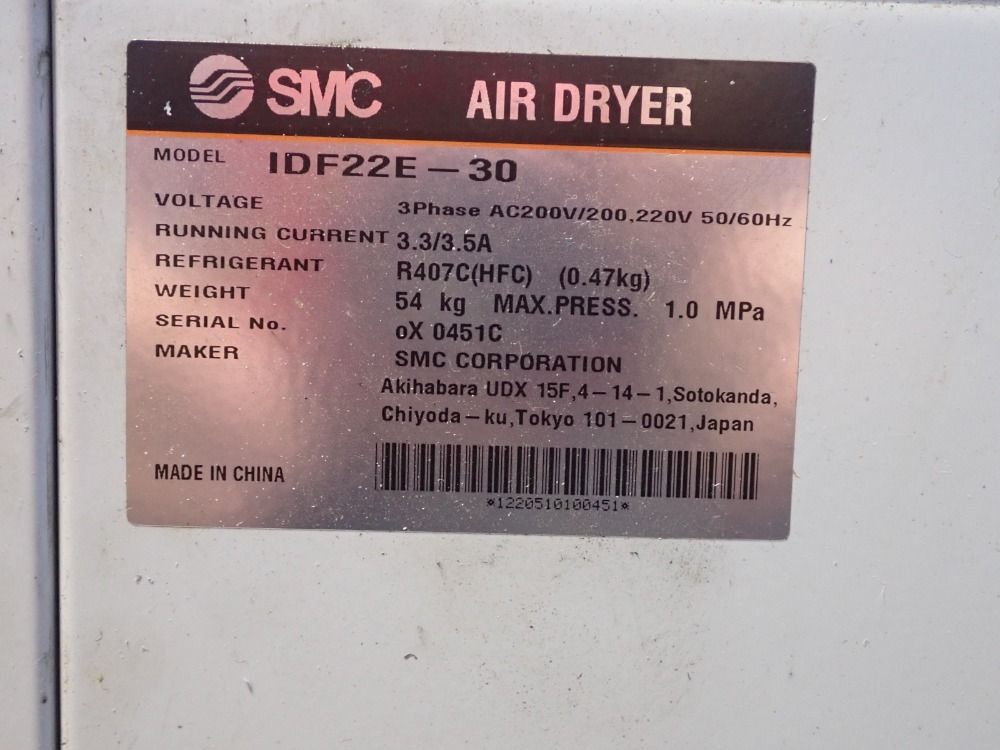 SMC AIR DRYER
MODEL IDF22E-30
VOLTAGE 3Phase AC200V/200,220V 50/60Hz
RUNNING CURRENT 3.3/3.5A
REFRIGERANT R407C(HFC) (0.47kg)
WEIGHT 54 kg MAX.PRESS. 1.0 MPa
SERIAL No. oX 0451C
MAKER SMC CORPORATION
Akihabara UDX 15F,4-14-1,Sotokanda,
Chiyoda-ku,Tokyo 101-0021,Japan
MADE IN CHINA
*1220510100451*